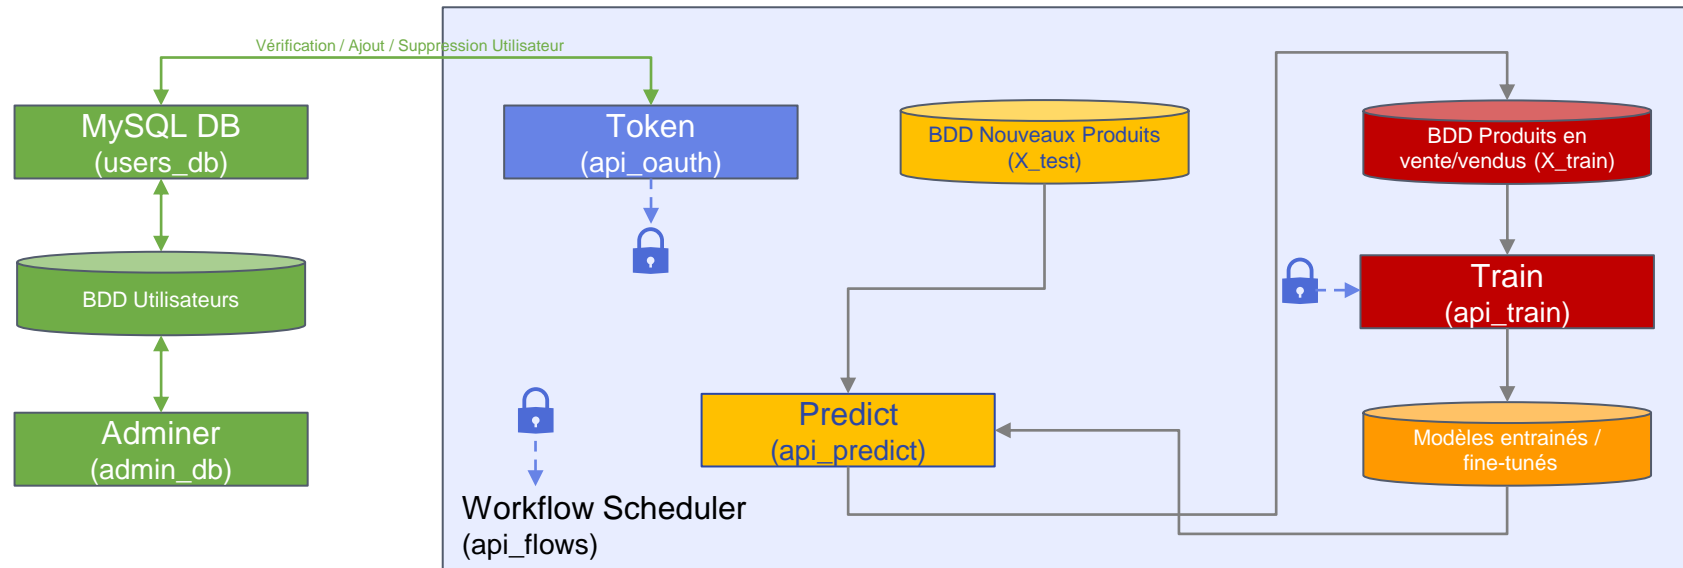 Vérification / Ajout / Suppression Utilisateur
MySQL DB
(users_db)
Token
(api_oauth)
BDD Nouveaux Produits
(X_test)
BDD Produits en
vente/vendus (X_train)
BDD Utilisateurs
Train
(api_train)
Adminer
(admin_db)
Predict
(api_predict)
Modèles entrainés /
fine-tunés
Workflow Scheduler
(api_flows)